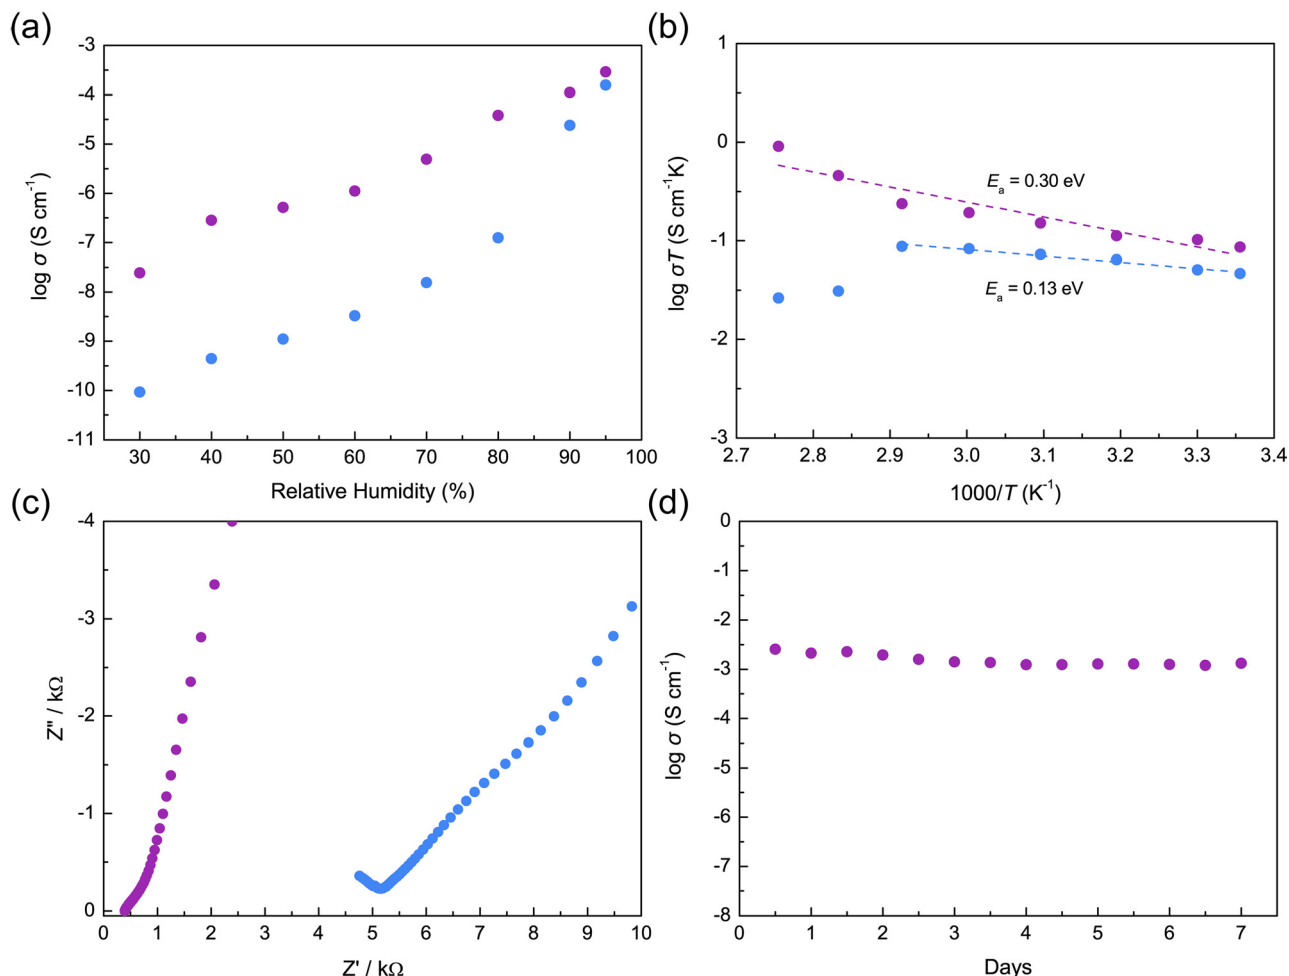 (a)
-3
-4
-5
-6
-7
-8
-9
-10
-11
log σ (S cm⁻¹)
30 40 50 60 70 80 90 100
Relative Humidity (%)
(b)
1
0
-1
-2
-3
log σT (S cm⁻¹K)
Eₐ = 0.30 eV
Eₐ = 0.13 eV
2.7 2.8 2.9 3.0 3.1 3.2 3.3 3.4
1000/T (K⁻¹)
(c)
-4
-3
-2
-1
0
Z" / kΩ
0 1 2 3 4 5 6 7 8 9 10
Z' / kΩ
(d)
0
-1
-2
-3
-4
-5
-6
-7
-8
log σ (S cm⁻¹)
0 1 2 3 4 5 6 7
Days